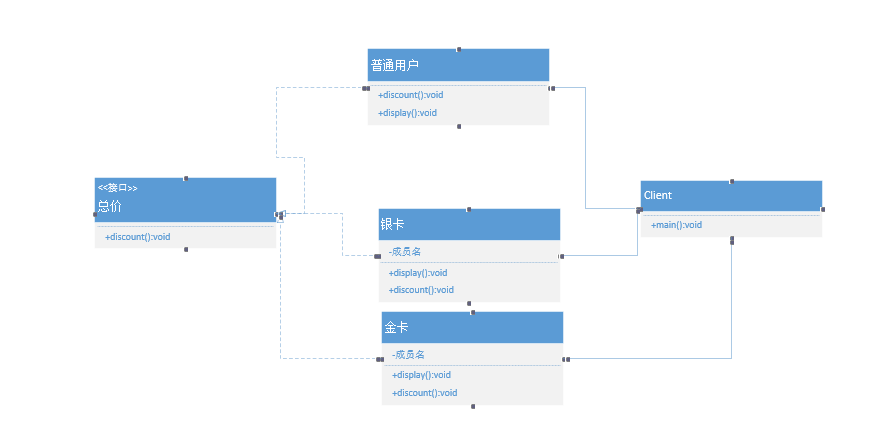 普通用户
+discount():void
+display():void
<<接口>>
总价
+discount():void
银卡
-成员名
+display():void
+discount():void
金卡
-成员名
+display():void
+discount():void
Client
+main():void